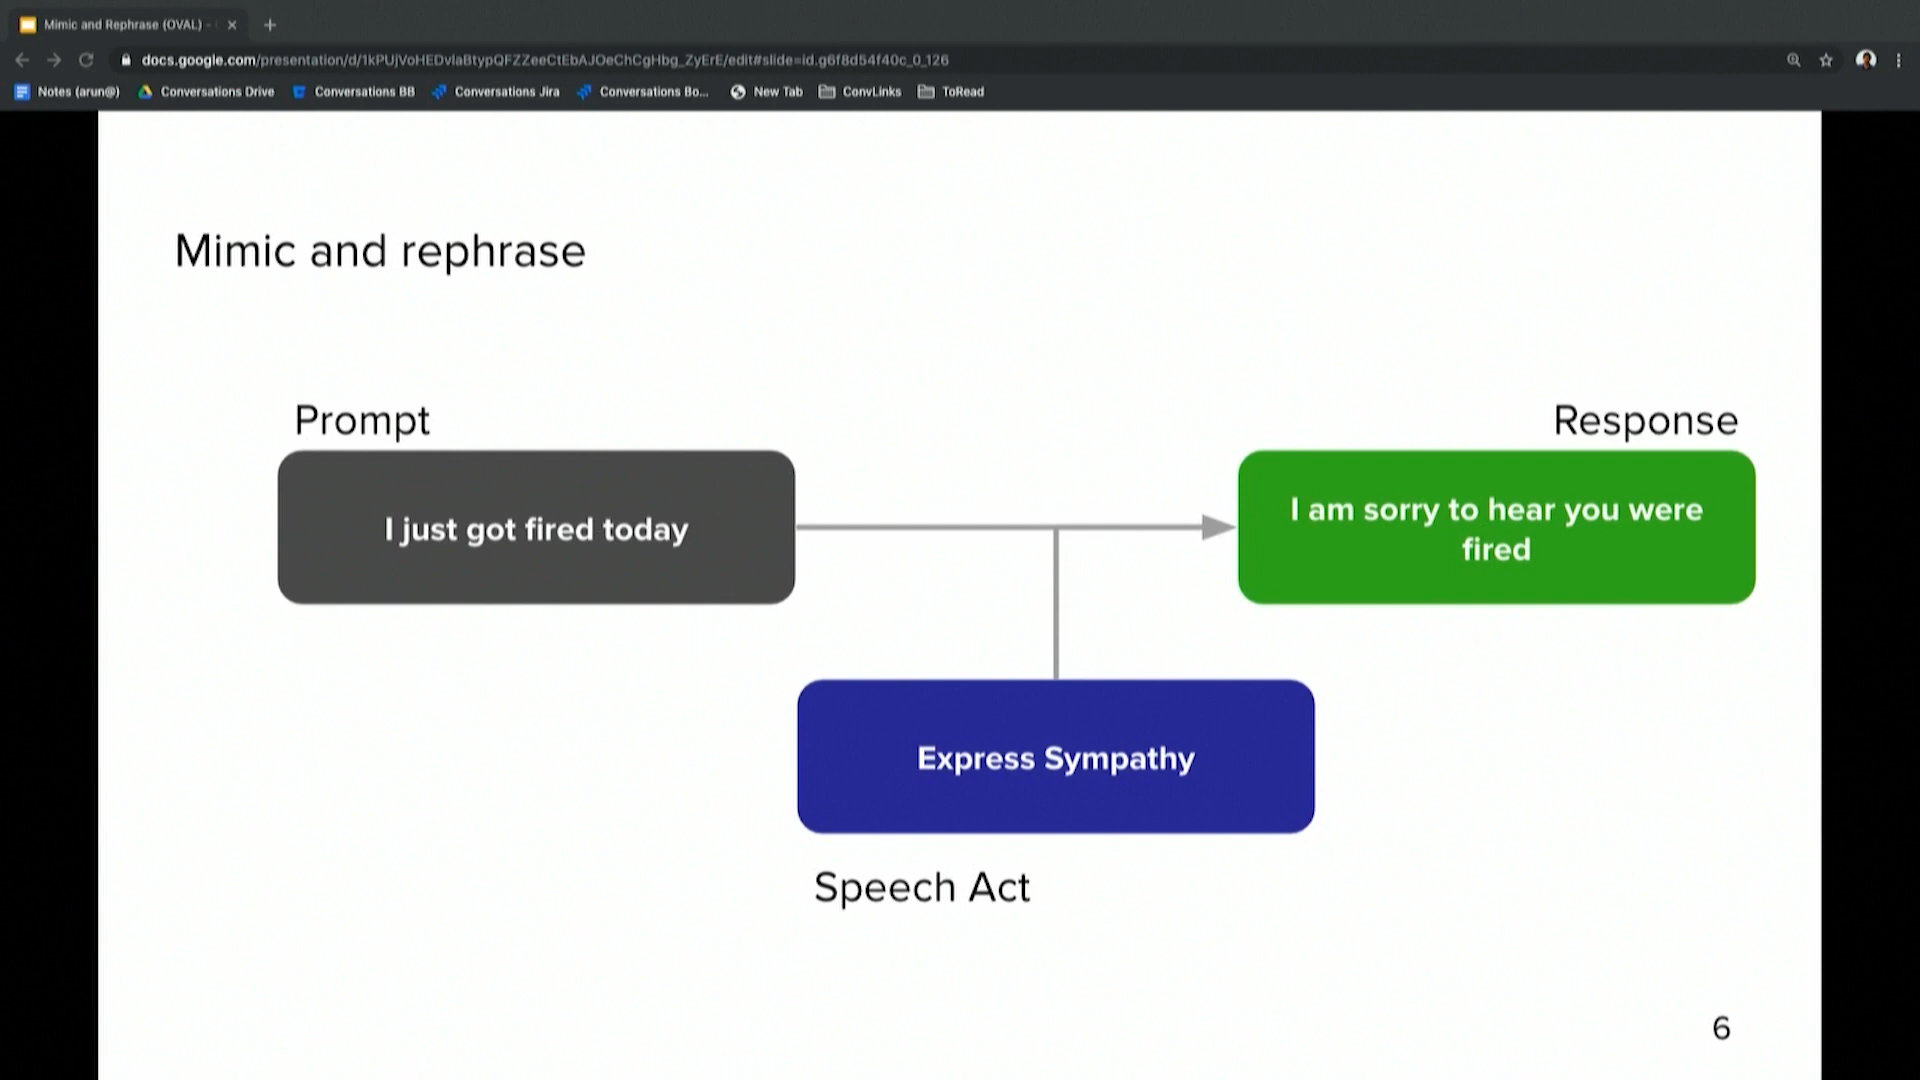 Mimic and Rephrase (OVAL) -
docs.google.com/presentation/d/1kPUjVoHEDvlaBtypQFZZeeCtEbAJOeChCgHbg_ZyErE/edit#slide=id.g6f8d54f40c_0_126
Notes (arun@) Conversations Drive Conversations BB Conversations Jira Conversations Bo... New Tab ConvLinks ToRead
Mimic and rephrase
Prompt
Response
I just got fired today
I am sorry to hear you were
fired
Express Sympathy
Speech Act
6